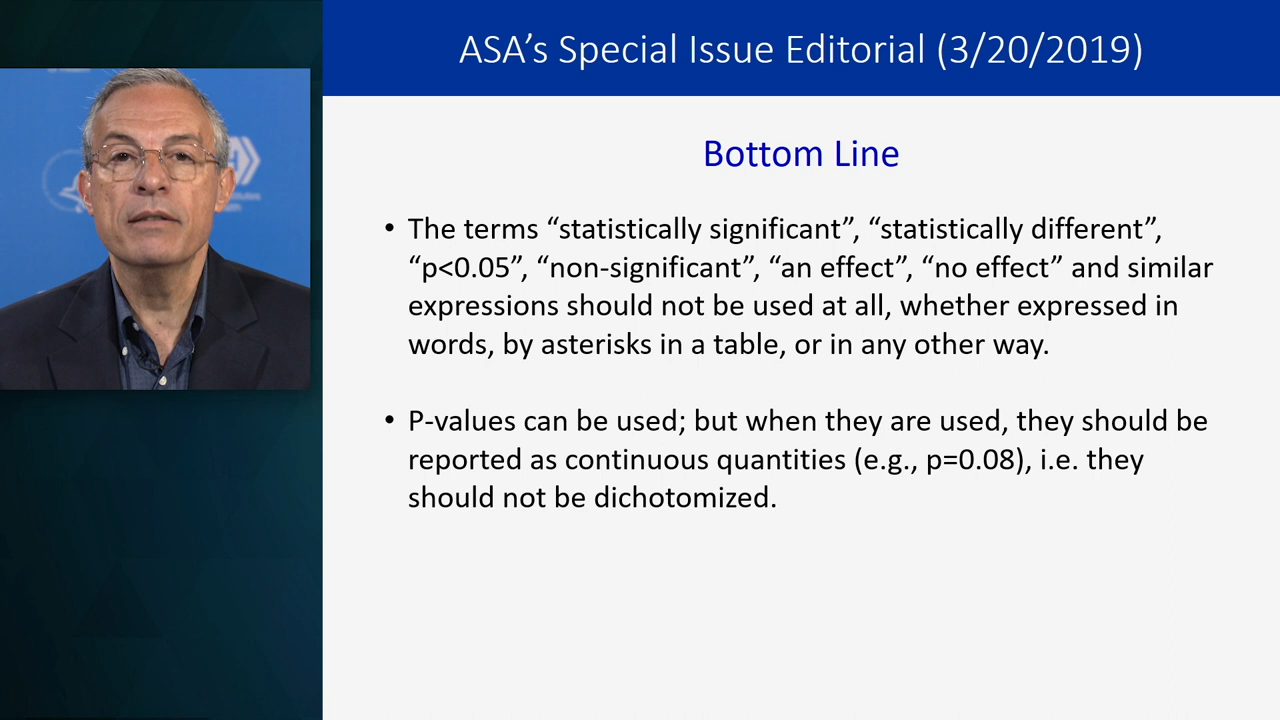 ASA’s Special Issue Editorial (3/20/2019)
Bottom Line
• The terms “statistically significant”, “statistically different”,
“p<0.05”, “non-significant”, “an effect”, “no effect” and similar
expressions should not be used at all, whether expressed in
words, by asterisks in a table, or in any other way.
• P-values can be used; but when they are used, they should be
reported as continuous quantities (e.g., p=0.08), i.e. they
should not be dichotomized.